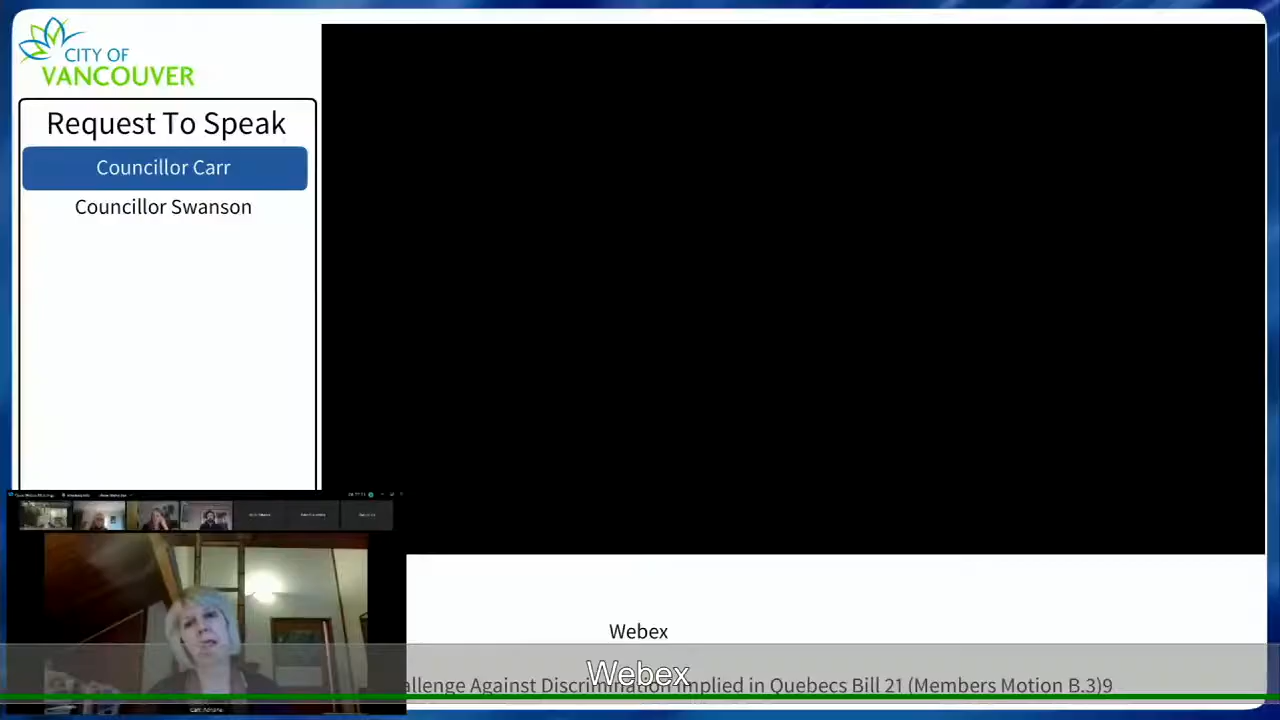 CITY OF
VANCOUVER
Request To Speak
Councillor Carr
Councillor Swanson
Webex
Webex
allenge Against Discrimination Implied in Quebecs Bill 21 (Members Motion B.3)9